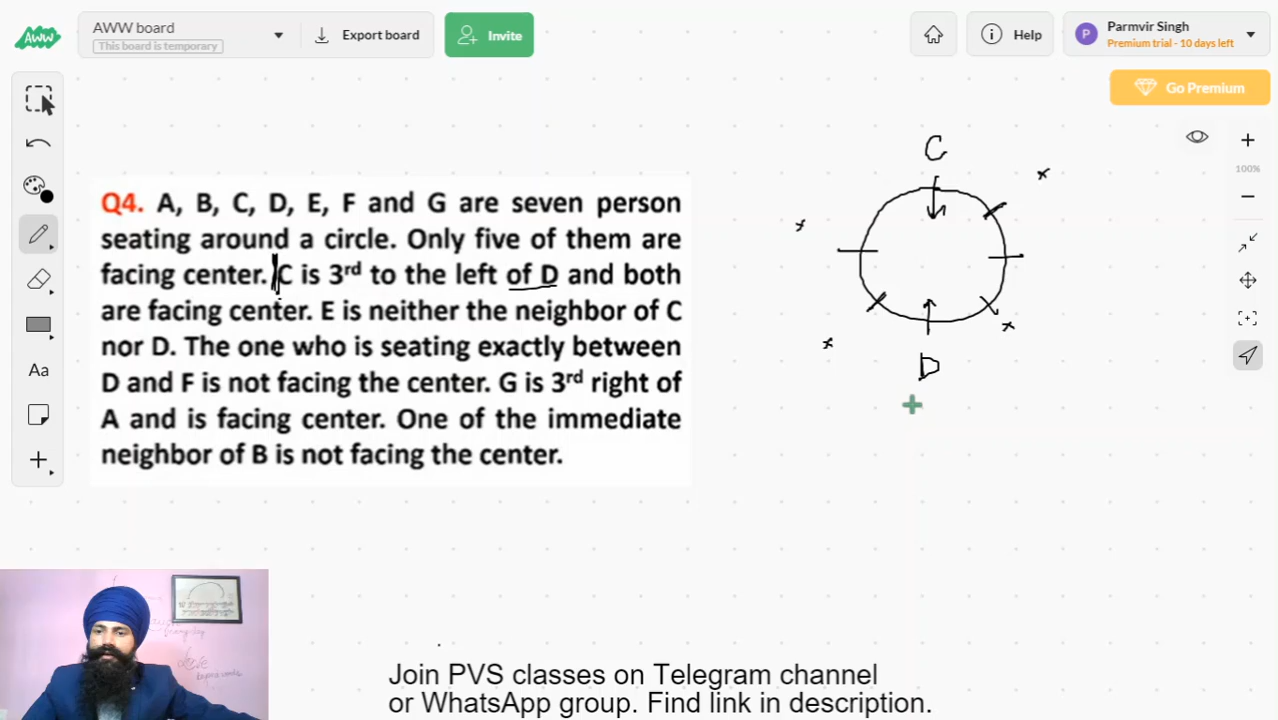 AWW
AWW board
This board is temporary
Export board
Invite
Help
P
Parmvir Singh
Premium trial - 10 days left
Go Premium
100%
Aa
Q4. A, B, C, D, E, F and G are seven person
seating around a circle. Only five of them are
facing center. C is 3rd to the left of D and both
are facing center. E is neither the neighbor of C
nor D. The one who is seating exactly between
D and F is not facing the center. G is 3rd right of
A and is facing center. One of the immediate
neighbor of B is not facing the center.
C
D
Join PVS classes on Telegram channel
or WhatsApp group. Find link in description.